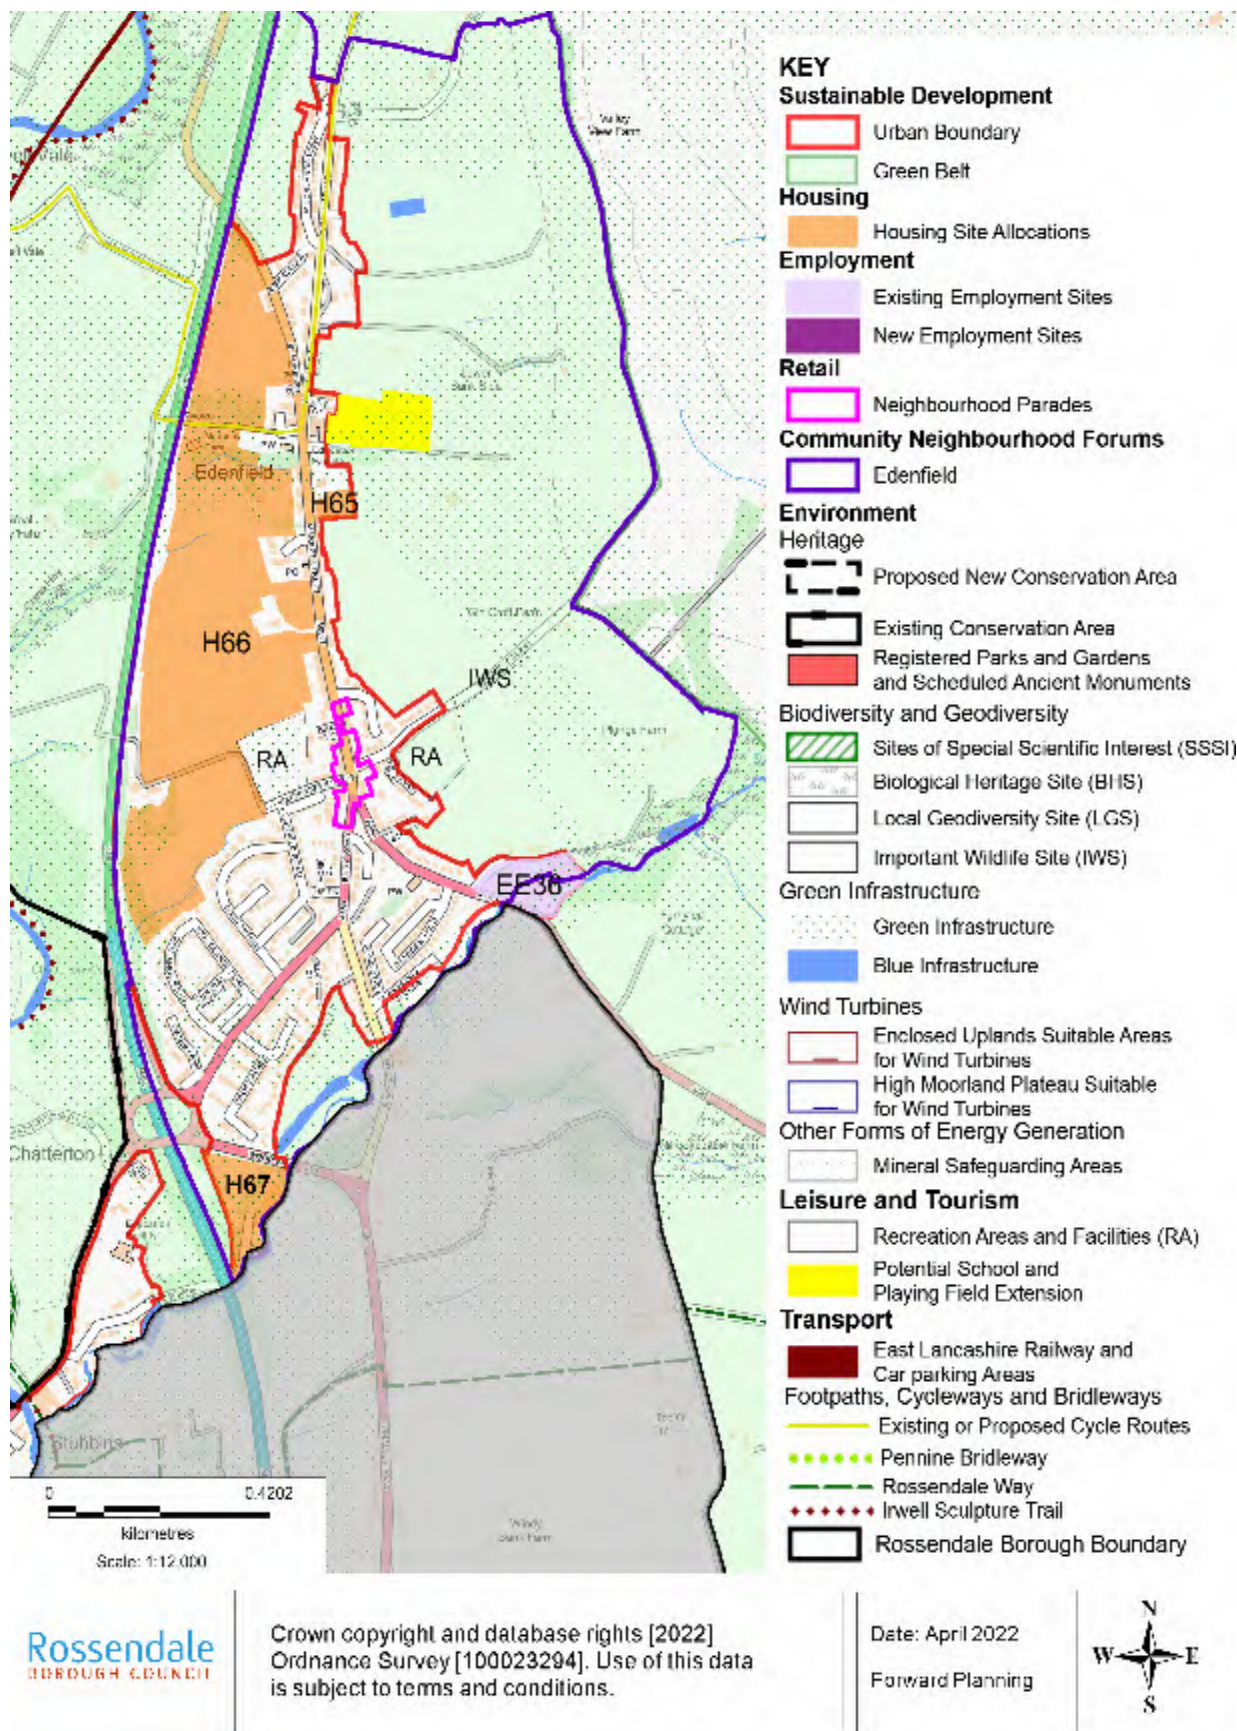 Valley
View Farm
Edenfield
H65
H66
IWS
RA
RA
EE36
Chatterton
H67
Stubbins
0 0.4202
kilometres
Scale: 1:12,000
KEY
Sustainable Development
Urban Boundary
Green Belt
Housing
Housing Site Allocations
Employment
Existing Employment Sites
New Employment Sites
Retail
Neighbourhood Parades
Community Neighbourhood Forums
Edenfield
Environment
Heritage
Proposed New Conservation Area
Existing Conservation Area
Registered Parks and Gardens
and Scheduled Ancient Monuments
Biodiversity and Geodiversity
Sites of Special Scientific Interest (SSSI)
Biological Heritage Site (BHS)
Local Geodiversity Site (LGS)
Important Wildlife Site (IWS)
Green Infrastructure
Green Infrastructure
Blue Infrastructure
Wind Turbines
Enclosed Uplands Suitable Areas
for Wind Turbines
High Moorland Plateau Suitable
for Wind Turbines
Other Forms of Energy Generation
Mineral Safeguarding Areas
Leisure and Tourism
Recreation Areas and Facilities (RA)
Potential School and
Playing Field Extension
Transport
East Lancashire Railway and
Car parking Areas
Footpaths, Cycleways and Bridleways
Existing or Proposed Cycle Routes
Pennine Bridleway
Rossendale Way
Irwell Sculpture Trail
Rossendale Borough Boundary
Rossendale
BOROUGH COUNCIL
Crown copyright and database rights [2022]
Ordnance Survey [100023294]. Use of this data
is subject to terms and conditions.
Date: April 2022
Forward Planning
N
W E
S